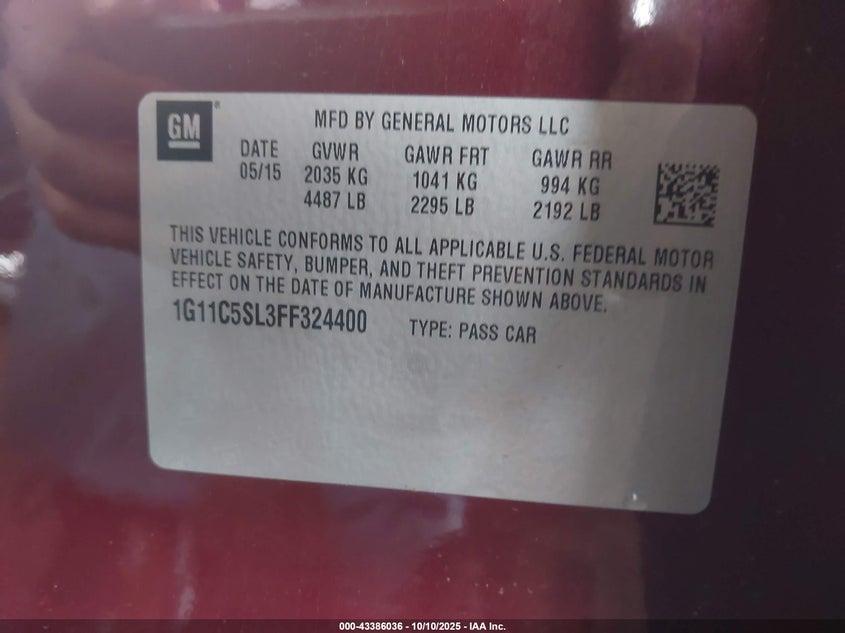 GM
MFD BY GENERAL MOTORS LLC
DATE GVWR GAWR FRT GAWR RR
05/15 2035 KG 1041 KG 994 KG
4487 LB 2295 LB 2192 LB
THIS VEHICLE CONFORMS TO ALL APPLICABLE U.S. FEDERAL MOTOR
VEHICLE SAFETY, BUMPER, AND THEFT PREVENTION STANDARDS IN
EFFECT ON THE DATE OF MANUFACTURE SHOWN ABOVE.
1G11C5SL3FF324400 TYPE: PASS CAR
000-43386036 - 10/10/2025 - IAA Inc.